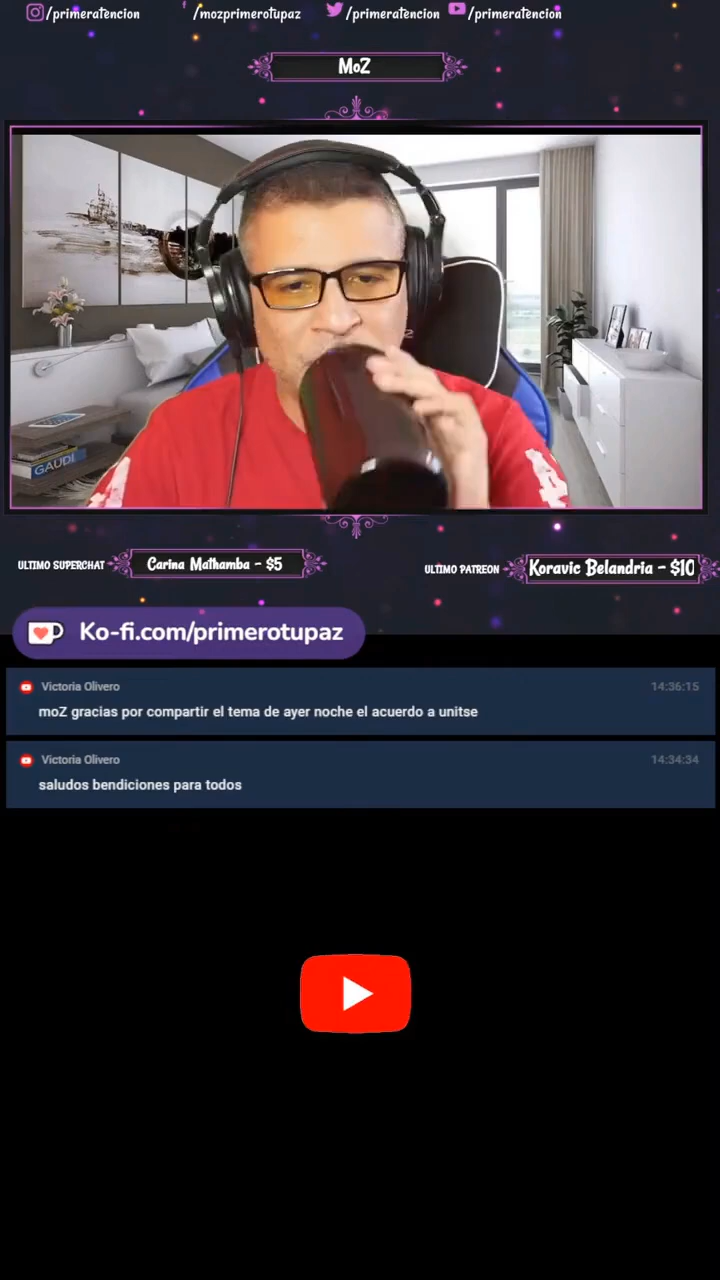 /primeratencion
/mozprimerotupaz
/primeratencion
/primeratencion
MoZ
GAUDI
ULTIMO SUPERCHAT
Carina Mathamba - $5
ULTIMO PATREON
Koravic Belandria - $10
Ko-fi.com/primerotupaz
Victoria Olivero
14:36:15
moZ gracias por compartir el tema de ayer noche el acuerdo a unitse
Victoria Olivero
14:34:34
saludos bendiciones para todos